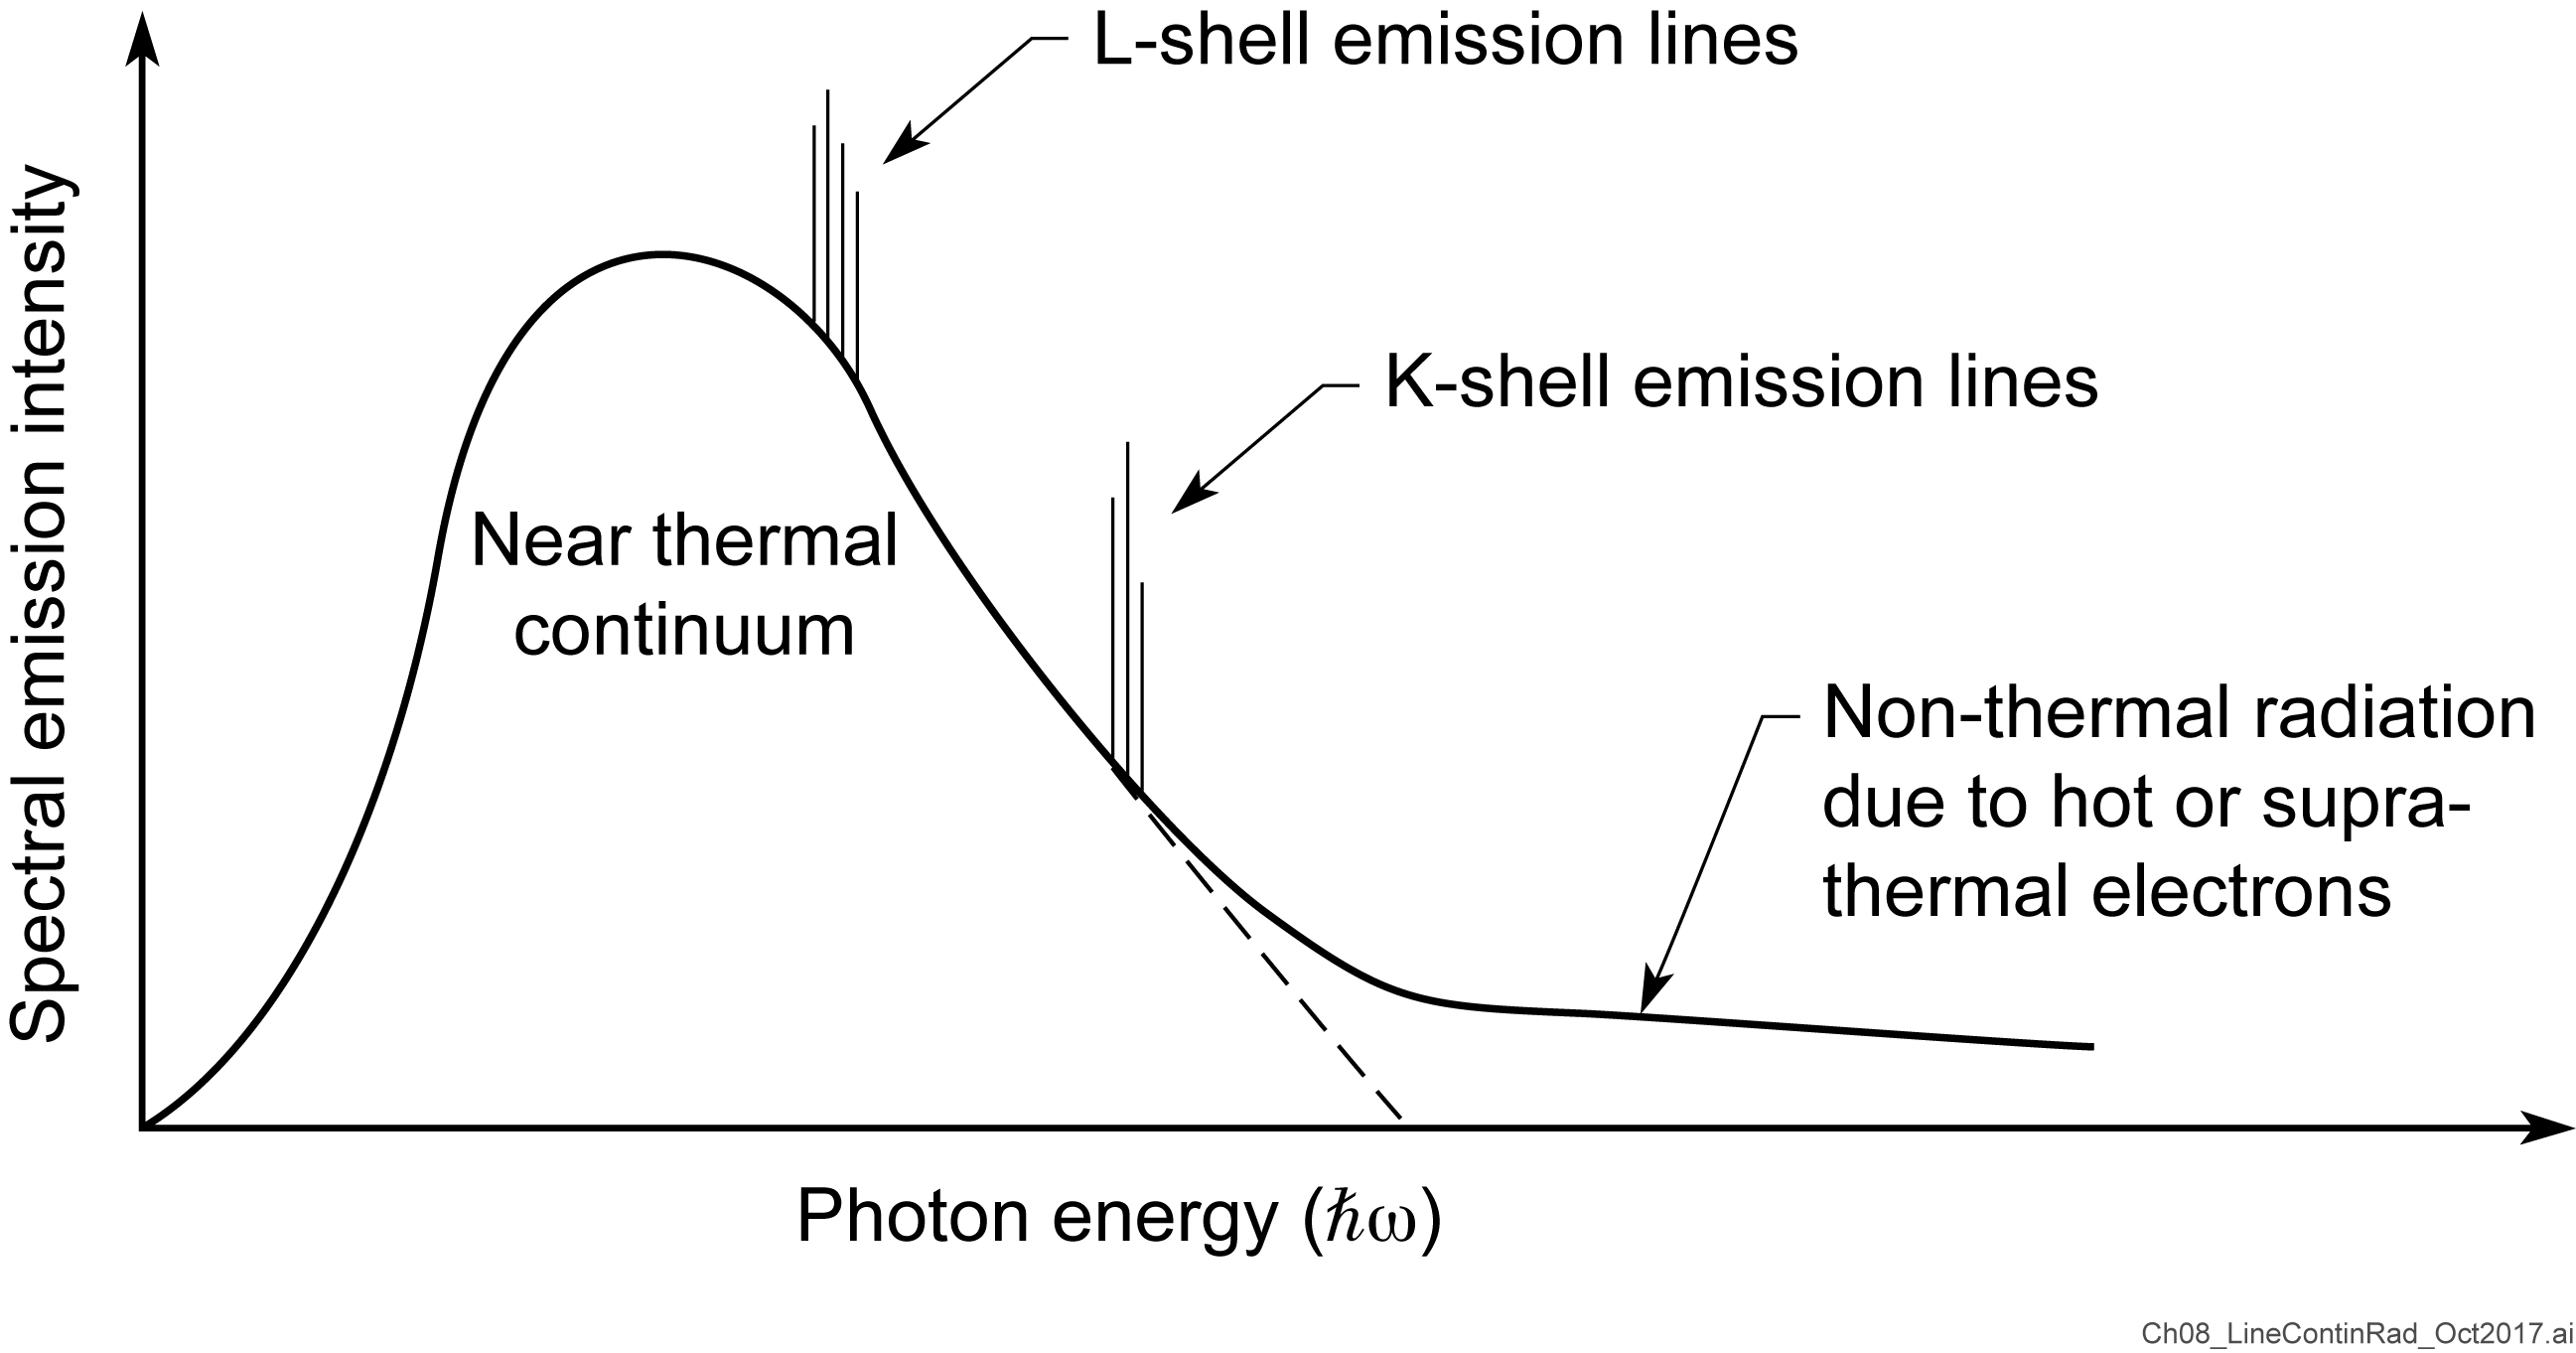 L-shell emission lines
K-shell emission lines
Spectral emission intensity
Near thermal
continuum
Non-thermal radiation
due to hot or supra-
thermal electrons
Photon energy (ℏω)
Ch08_LineContinRad_Oct2017.ai